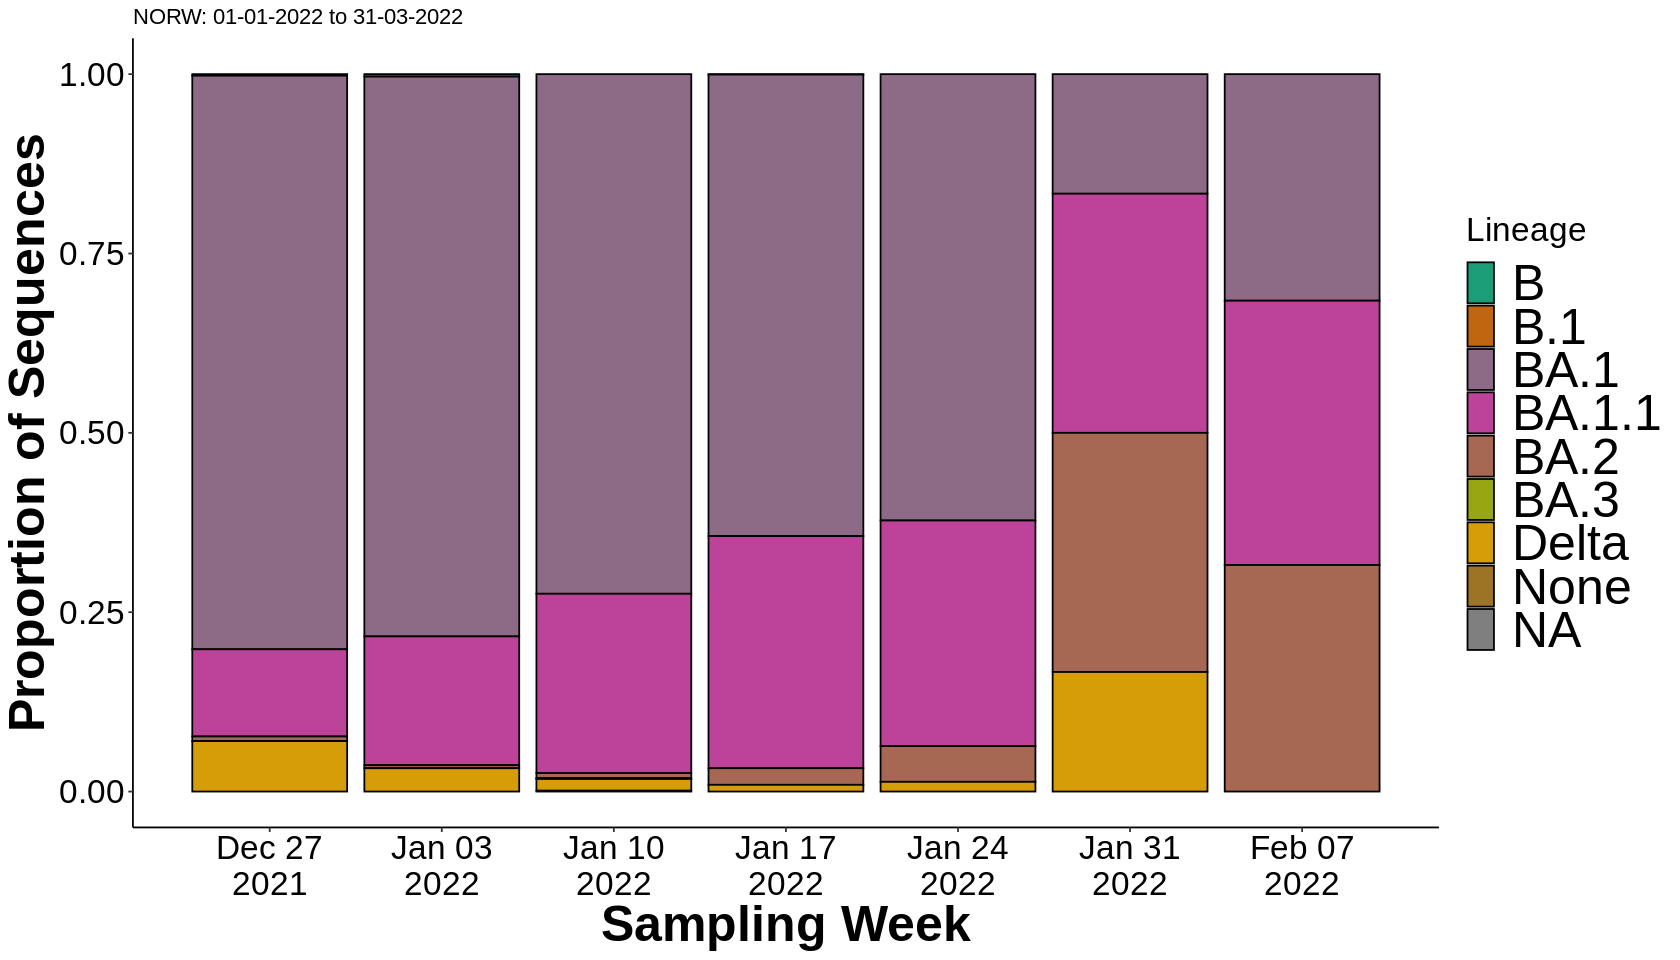 NORW: 01-01-2022 to 31-03-2022
Proportion of Sequences
1.00
0.75
0.50
0.25
0.00
Dec 27
2021
Jan 03
2022
Jan 10
2022
Jan 17
2022
Jan 24
2022
Jan 31
2022
Feb 07
2022
Sampling Week
Lineage
B
B.1
BA.1
BA.1.1
BA.2
BA.3
Delta
None
NA